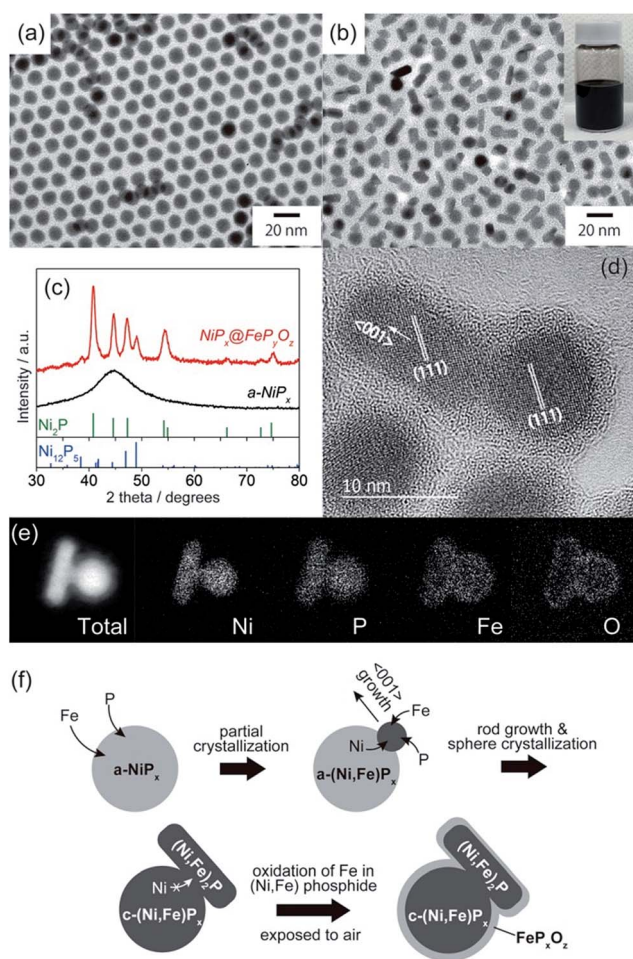 (a)
20 nm
(b)
20 nm
(c)
Intensity / a.u.
NiPₓ@FePᵧO_z
a-NiPₓ
Ni₂P
Ni₁₂P₅
30 40 50 60 70 80
2 theta / degrees
(d)
<001>
(111)
(111)
10 nm
(e)
Total
Ni
P
Fe
O
(f)
Fe
P
a-NiPₓ
partial
crystallization
<001>
growth
Fe
Ni
P
a-(Ni,Fe)Pₓ
rod growth &
sphere crystallization
(Ni,Fe)₂P
Ni
c-(Ni,Fe)Pₓ
oxidation of Fe in
(Ni,Fe) phosphide
exposed to air
(Ni,Fe)₂P
c-(Ni,Fe)Pₓ
FePₓO_z